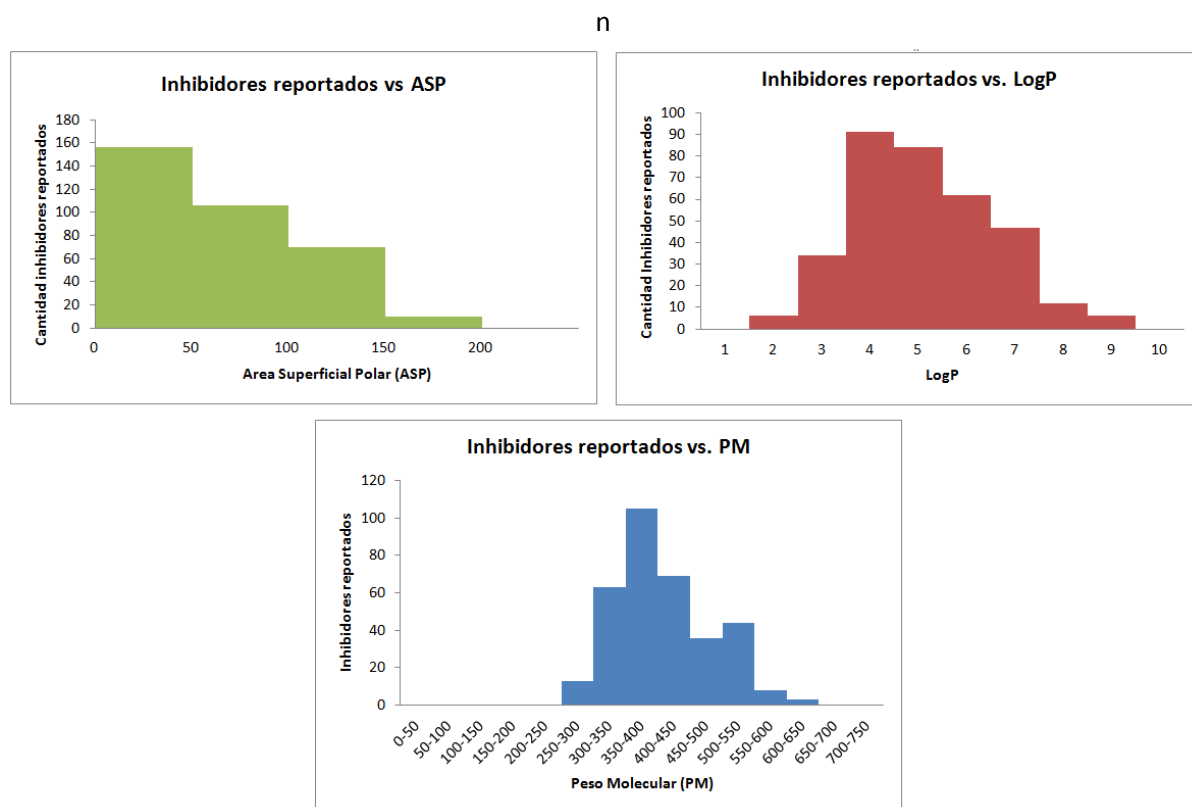 n
Inhibidores reportados vs ASP
Cantidad inhibidores reportados
180
160
140
120
100
80
60
40
20
0
0 50 100 150 200
Area Superficial Polar (ASP)
Inhibidores reportados vs. LogP
Cantidad Inhibidores reportados
100
90
80
70
60
50
40
30
20
10
0
1 2 3 4 5 6 7 8 9 10
LogP
Inhibidores reportados vs. PM
Inhibidores reportados
120
100
80
60
40
20
0
0-50 50-100 100-150 150-200 200-250 250-300 300-350 350-400 400-450 450-500 500-550 550-600 600-650 650-700 700-750
Peso Molecular (PM)